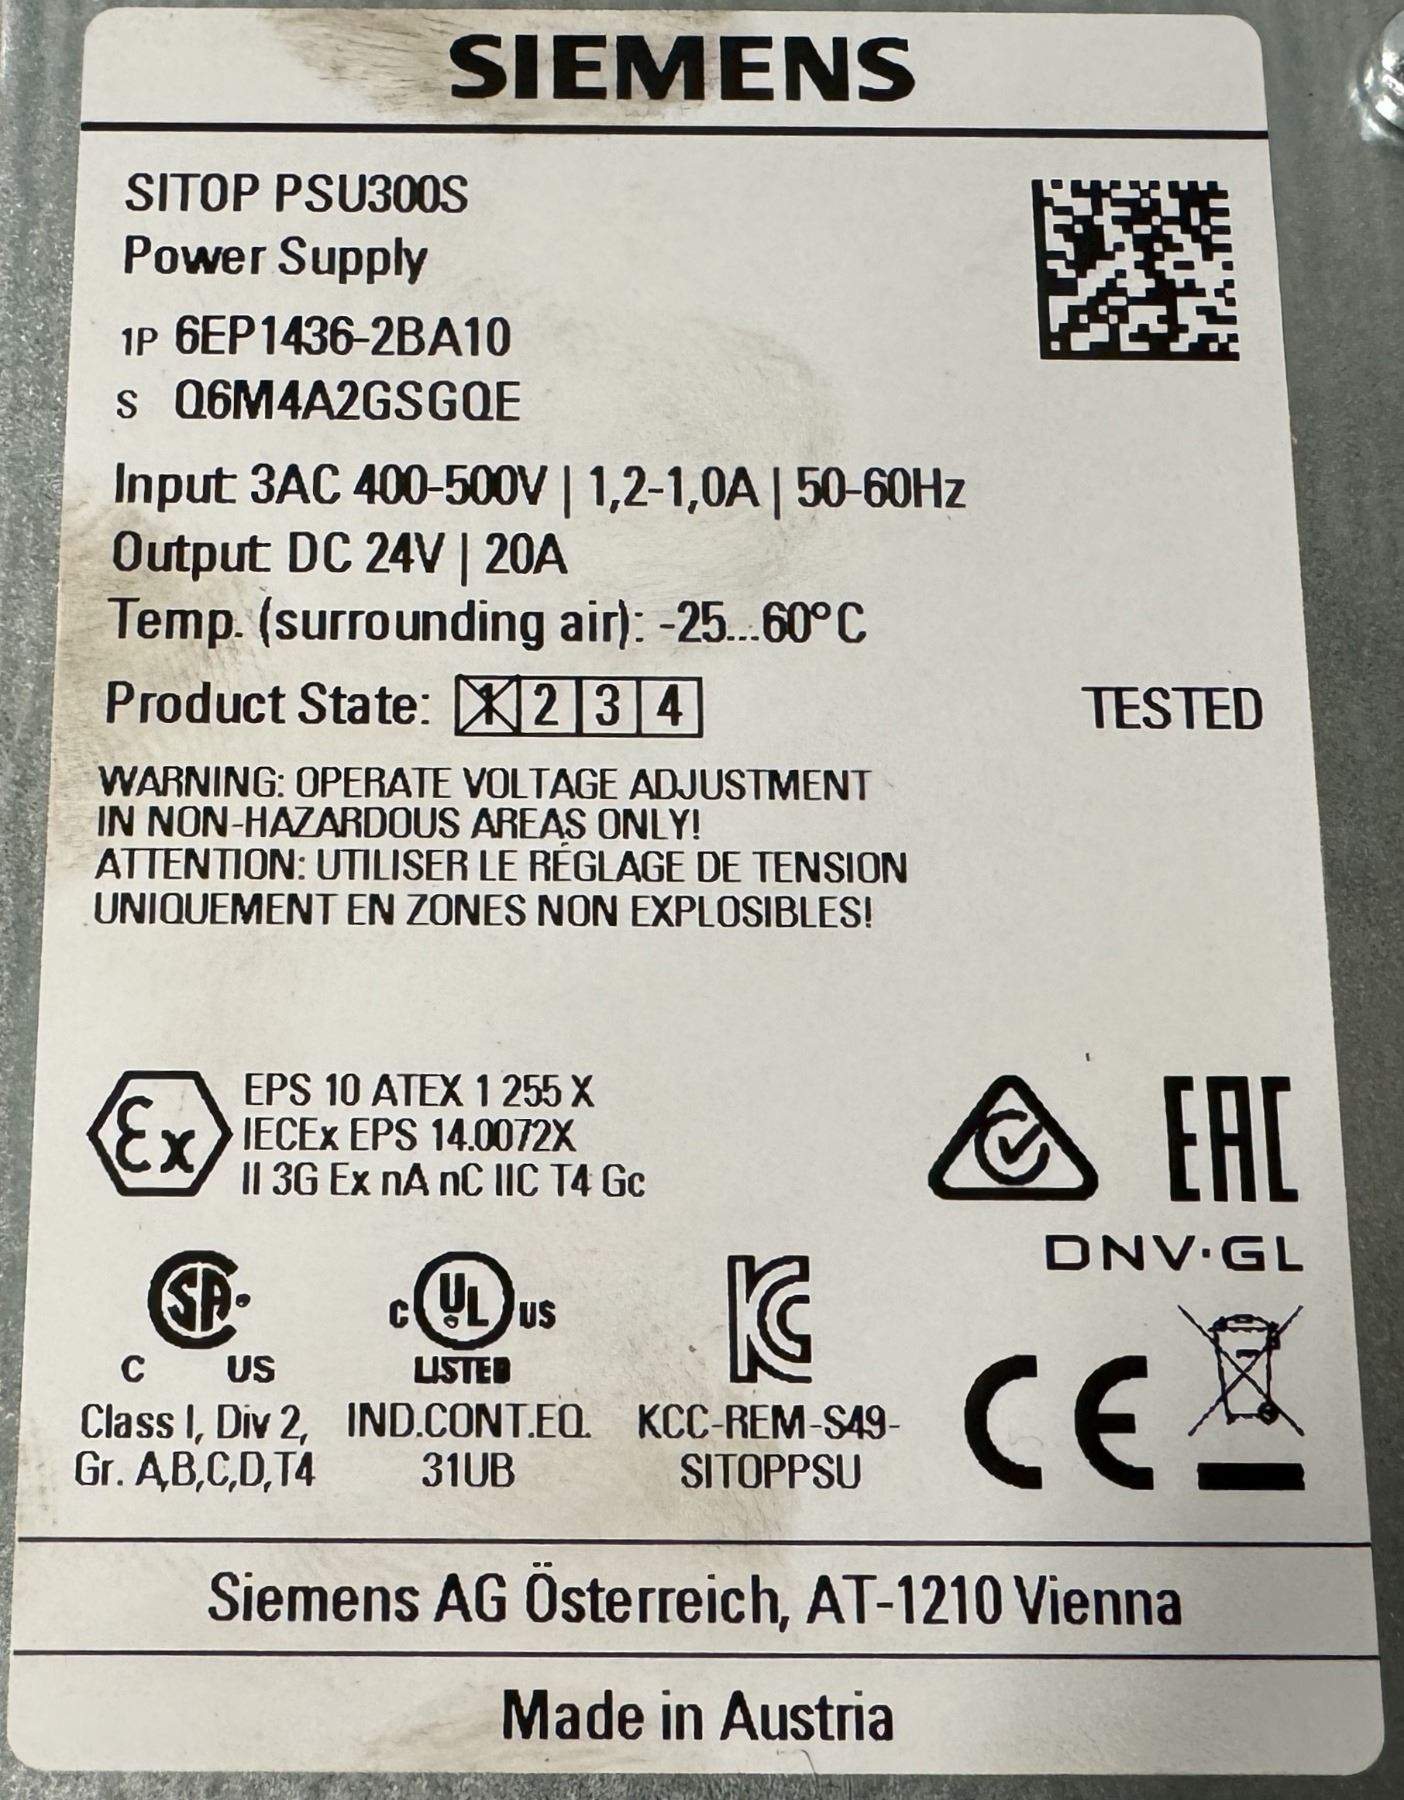 SIEMENS
SITOP PSU300S
Power Supply
1P 6EP1436-2BA10
S Q6M4A2GSGQE
Input: 3AC 400-500V | 1,2-1,0A | 50-60Hz
Output: DC 24V | 20A
Temp. (surrounding air): -25...60°C
Product State: 1 2 3 4
TESTED
WARNING: OPERATE VOLTAGE ADJUSTMENT
IN NON-HAZARDOUS AREAS ONLY!
ATTENTION: UTILISER LE RÉGLAGE DE TENSION
UNIQUEMENT EN ZONES NON EXPLOSIBLES!
Ex
EPS 10 ATEX 1 255 X
IECEx EPS 14.0072X
II 3G Ex nA nC IIC T4 Gc
EAC
DNV·GL
SA
C US
Class I, Div 2,
Gr. A,B,C,D,T4
C UL US
LISTED
IND.CONT.EQ.
31UB
KC
KCC-REM-S49-
SITOPPSU
CE
Siemens AG Österreich, AT-1210 Vienna
Made in Austria